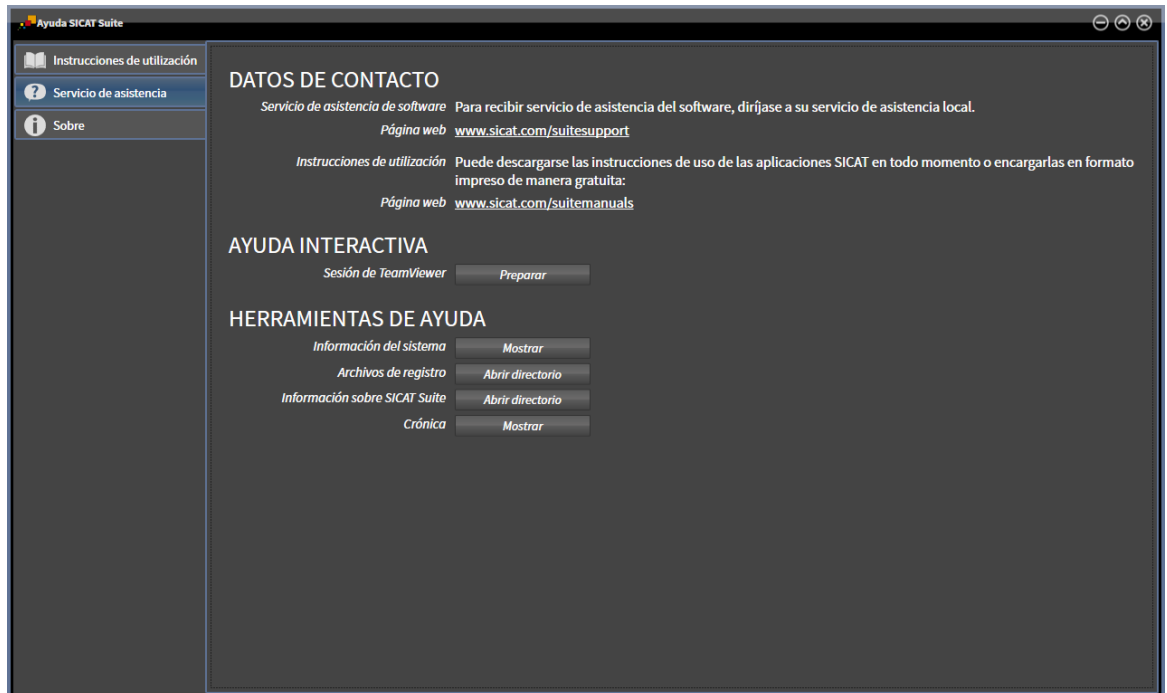 Ayuda SICAT Suite
Instrucciones de utilización
Servicio de asistencia
Sobre
DATOS DE CONTACTO
Servicio de asistencia de software Para recibir servicio de asistencia del software, diríjase a su servicio de asistencia local.
Página web www.sicat.com/suitesupport
Instrucciones de utilización Puede descargarse las instrucciones de uso de las aplicaciones SICAT en todo momento o encargarlas en formato
impreso de manera gratuita:
Página web www.sicat.com/suitemanuals
AYUDA INTERACTIVA
Sesión de TeamViewer Preparar
HERRAMIENTAS DE AYUDA
Información del sistema Mostrar
Archivos de registro Abrir directorio
Información sobre SICAT Suite Abrir directorio
Crónica Mostrar